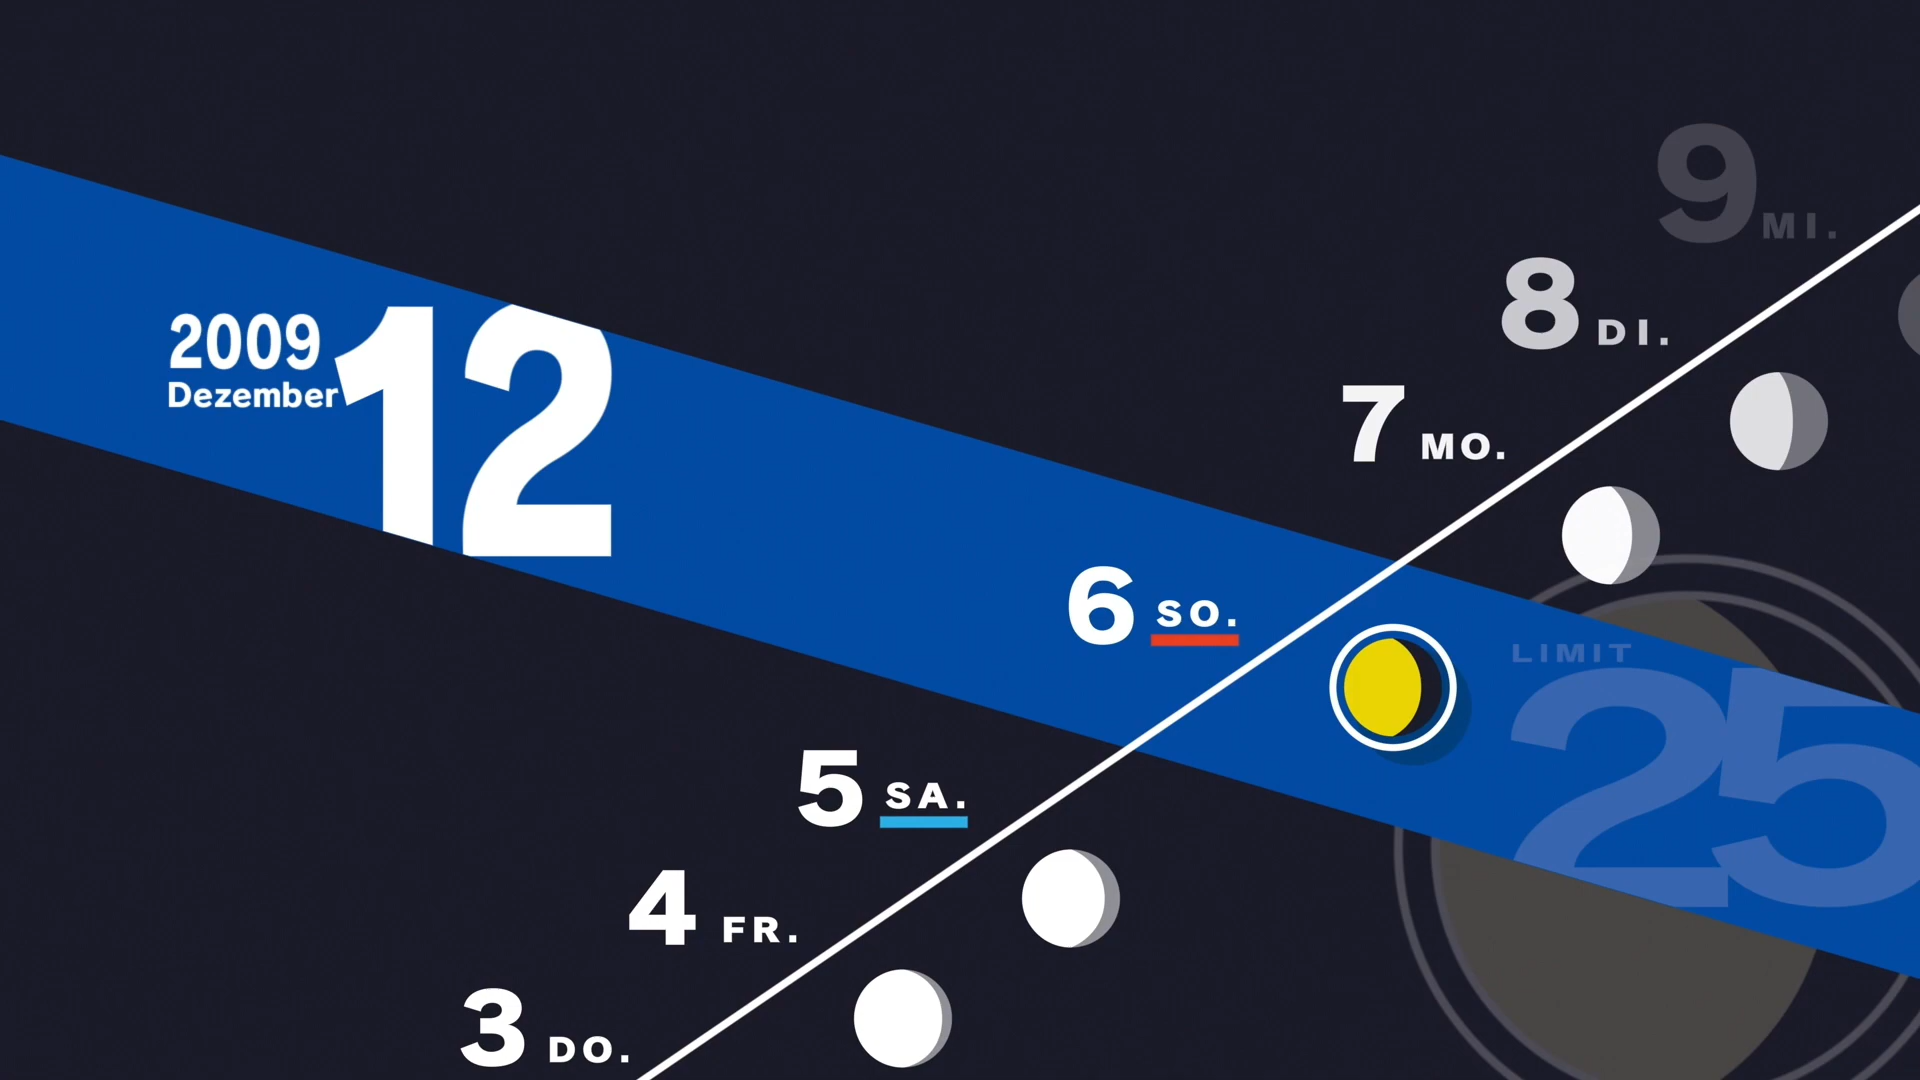 2009
Dezember
12
9 MI.
8 DI.
7 MO.
6 SO.
5 SA.
4 FR.
3 DO.
LIMIT
25